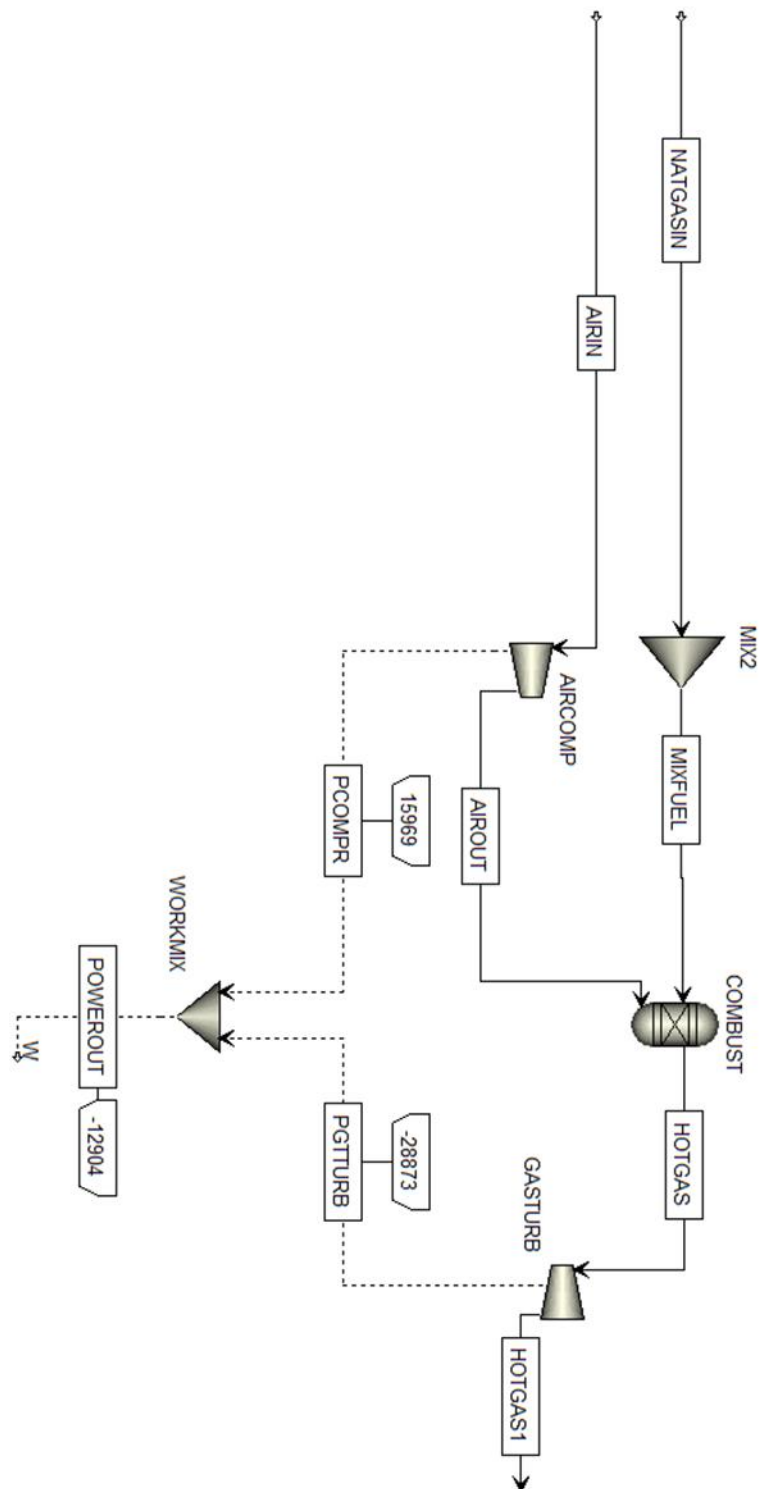 NATGASIN
MIX2
MIXFUEL
COMBUST
HOTGAS
AIRIN
AIRCOMP
AIROUT
GASTURB
HOTGAS1
15969
PCOMPR
-28873
PGTTURB
WORKMIX
POWEROUT
-12904
W